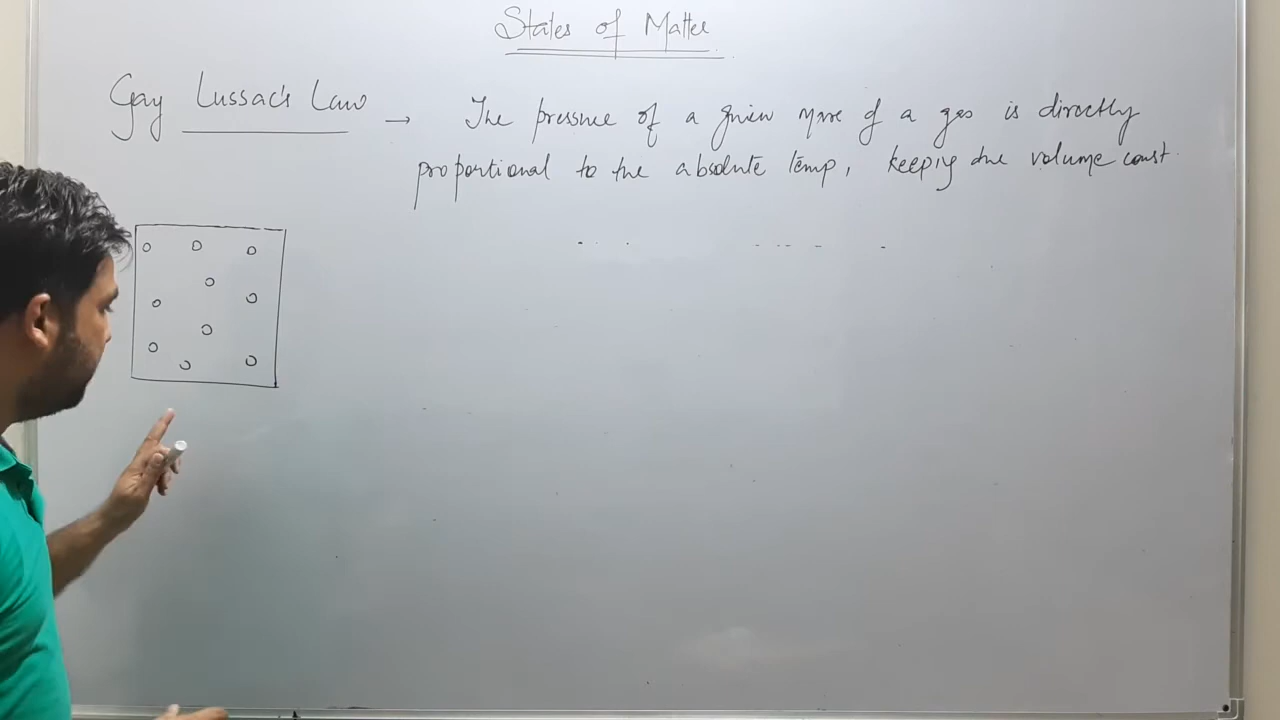 States of Matter
Gay Lussac's Law → The pressure of a given mass of a gas is directly
proportional to the absolute temp, keeping the volume const.